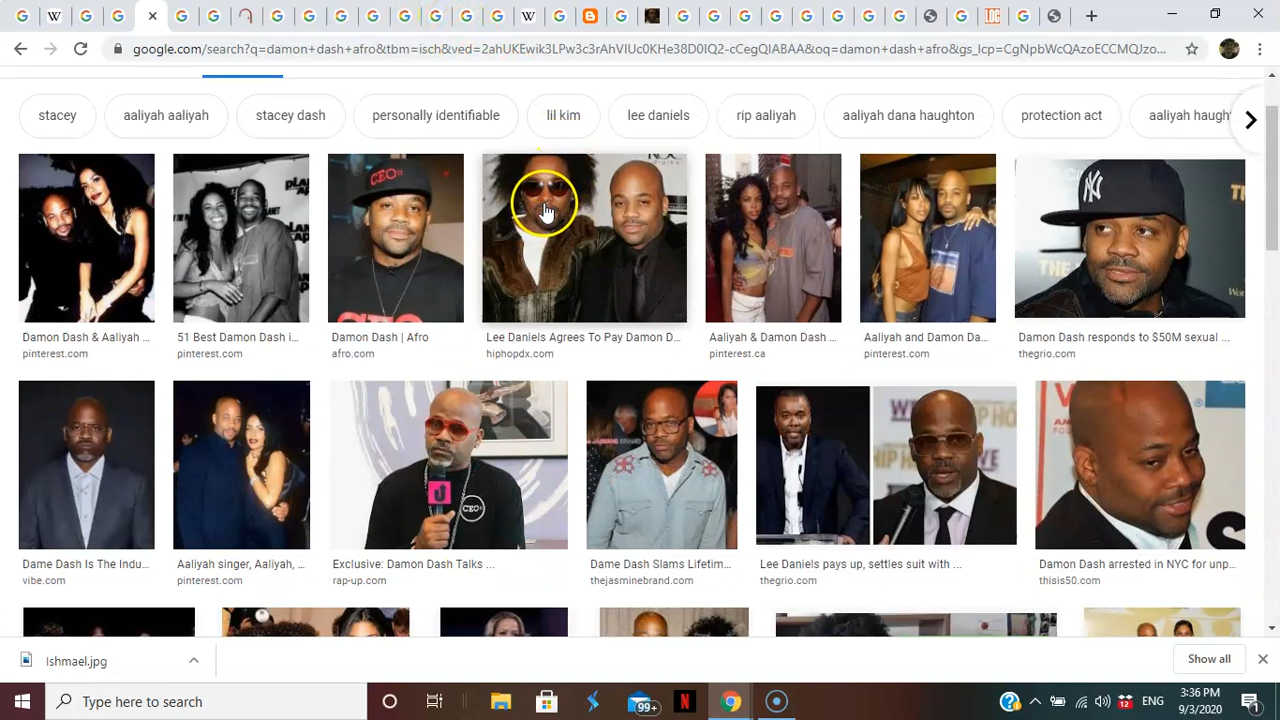 google.com/search?q=damon+dash+afro&tbm=isch&ved=2ahUKEwik3LPw3c3rAhVIUc0KHe38D0IQ2-cCegQIABAA&oq=damon+dash+afro&gs_lcp=CgNpbWcQAzoECCMQJzo...
stacey
aaliyah aaliyah
stacey dash
personally identifiable
lil kim
lee daniels
rip aaliyah
aaliyah dana haughton
protection act
aaliyah haugh
Damon Dash & Aaliyah ...
pinterest.com
51 Best Damon Dash i...
pinterest.com
Damon Dash | Afro
afro.com
Lee Daniels Agrees To Pay Damon D...
hiphopdx.com
Aaliyah & Damon Dash ...
pinterest.ca
Aaliyah and Damon Da...
pinterest.com
Damon Dash responds to $50M sexual ...
thegrio.com
CEO
Dame Dash Is The Indu...
vibe.com
Aaliyah singer, Aaliyah, ...
pinterest.com
Exclusive: Damon Dash Talks ...
rap-up.com
Dame Dash Slams Lifetim...
thejasminebrand.com
Lee Daniels pays up, settles suit with ...
thegrio.com
Damon Dash arrested in NYC for unp...
thisis50.com
Ishmael.jpg
Show all
Type here to search
99+
12
ENG
3:36 PM
9/3/2020
1